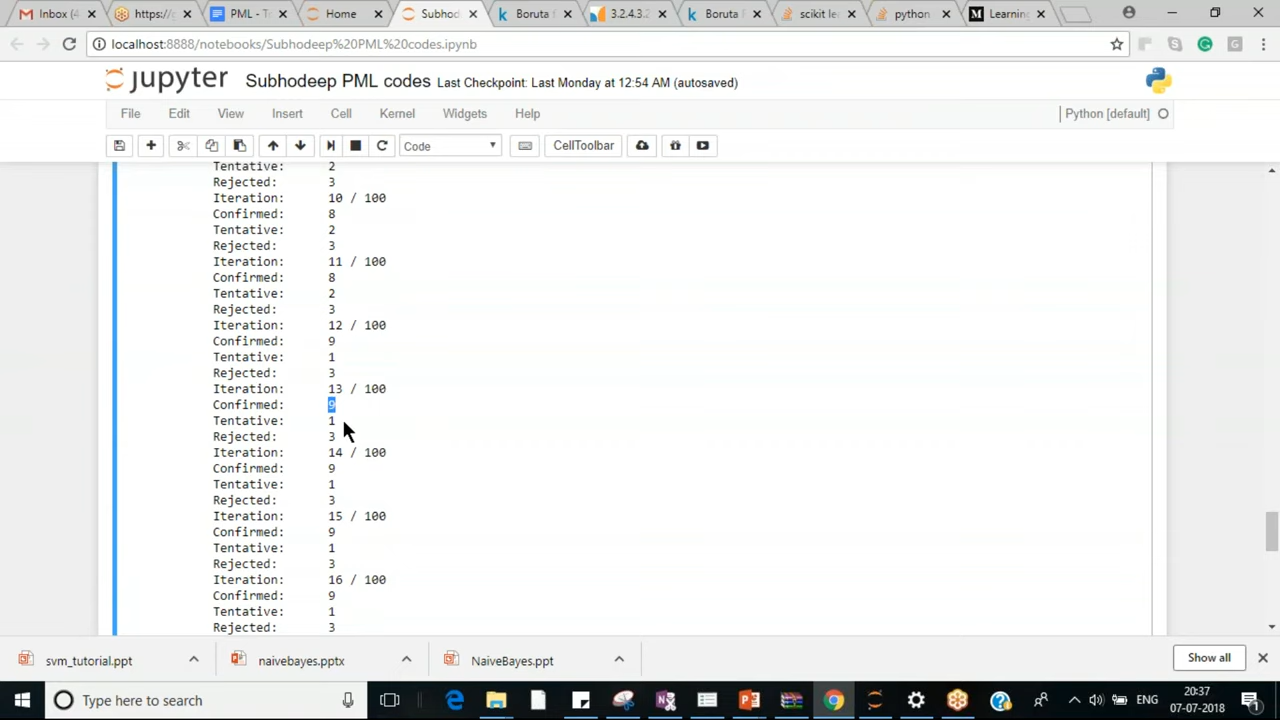 Inbox (4
https://g
PML - T
Home
Subhod
Boruta
3.2.4.3.
Boruta
scikit le
python
Learning
localhost:8888/notebooks/Subhodeep%20PML%20codes.ipynb
jupyter Subhodeep PML codes Last Checkpoint: Last Monday at 12:54 AM (autosaved)
File Edit View Insert Cell Kernel Widgets Help Python [default]
Code CellToolbar
Tentative: 2
Rejected: 3
Iteration: 10 / 100
Confirmed: 8
Tentative: 2
Rejected: 3
Iteration: 11 / 100
Confirmed: 8
Tentative: 2
Rejected: 3
Iteration: 12 / 100
Confirmed: 9
Tentative: 1
Rejected: 3
Iteration: 13 / 100
Confirmed: 9
Tentative: 1
Rejected: 3
Iteration: 14 / 100
Confirmed: 9
Tentative: 1
Rejected: 3
Iteration: 15 / 100
Confirmed: 9
Tentative: 1
Rejected: 3
Iteration: 16 / 100
Confirmed: 9
Tentative: 1
Rejected: 3
svm_tutorial.ppt naivebayes.pptx NaiveBayes.ppt Show all
Type here to search
ENG
20:37
07-07-2018